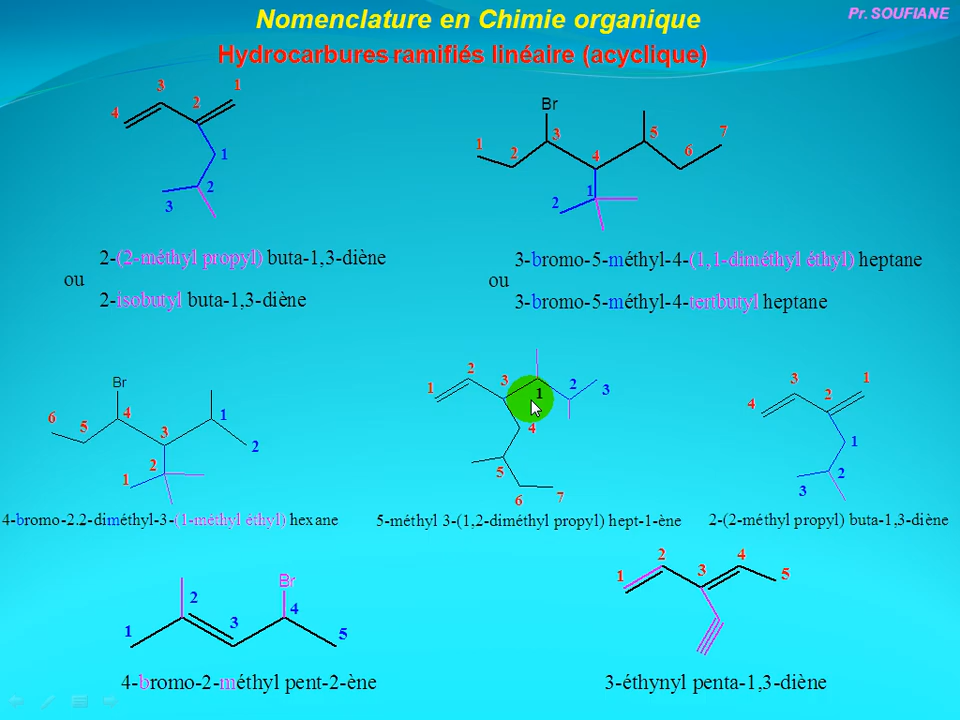 Nomenclature en Chimie organique
Pr. SOUFIANE
Hydrocarbures ramifiés linéaire (acyclique)
4 3 2 1
1
2
3
2-(2-méthyl propyl) buta-1,3-diène
ou
2-isobutyl buta-1,3-diène
Br
1 2 3 4 5 6 7
1
2
3-bromo-5-méthyl-4-(1,1-diméthyl éthyl) heptane
ou
3-bromo-5-méthyl-4-tertbutyl heptane
Br
6 5 4 3 1
2
2
1
4-bromo-2.2-diméthyl-3-(1-méthyl éthyl) hexane
1 2 3 1 2 3
4
5
6 7
5-méthyl 3-(1,2-diméthyl propyl) hept-1-ène
4 3 2 1
1
2
3
2-(2-méthyl propyl) buta-1,3-diène
Br
1 2 3 4 5
4-bromo-2-méthyl pent-2-ène
1 2 3 4 5
3-éthynyl penta-1,3-diène